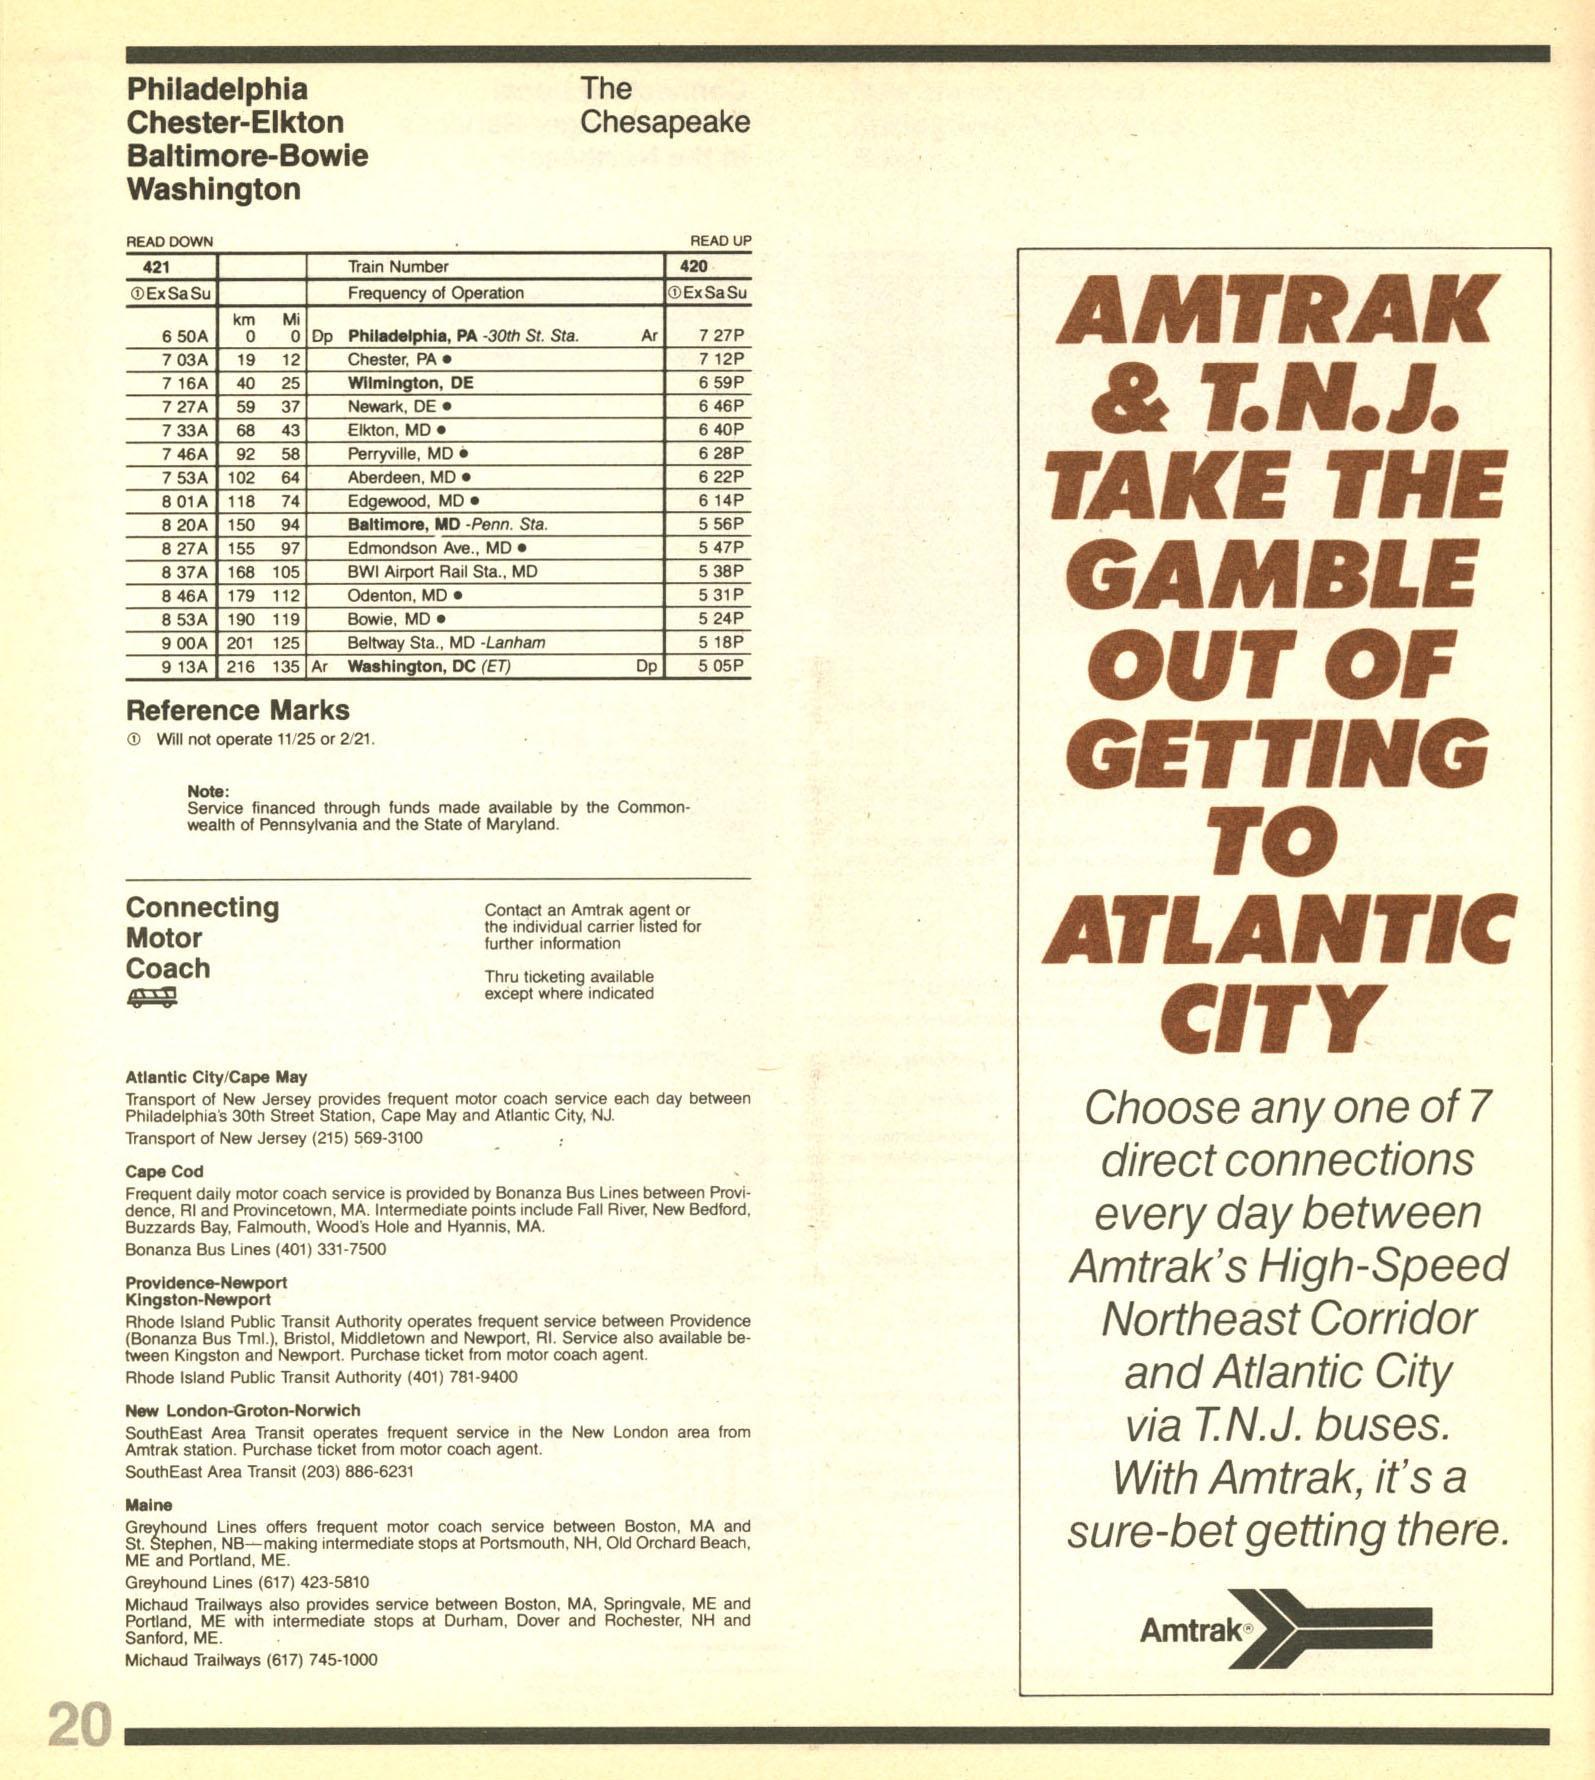 Philadelphia
Chester-Elkton
Baltimore-Bowie
Washington
The
Chesapeake
READ DOWN READ UP
421 Train Number 420
① Ex Sa Su Frequency of Operation ① Ex Sa Su
km Mi
6 50A 0 0 Dp Philadelphia, PA -30th St. Sta. Ar 7 27P
7 03A 19 12 Chester, PA ● 7 12P
7 16A 40 25 Wilmington, DE 6 59P
7 27A 59 37 Newark, DE ● 6 46P
7 33A 68 43 Elkton, MD ● 6 40P
7 46A 92 58 Perryville, MD ● 6 28P
7 53A 102 64 Aberdeen, MD ● 6 22P
8 01A 118 74 Edgewood, MD ● 6 14P
8 20A 150 94 Baltimore, MD -Penn. Sta. 5 56P
8 27A 155 97 Edmondson Ave., MD ● 5 47P
8 37A 168 105 BWI Airport Rail Sta., MD 5 38P
8 46A 179 112 Odenton, MD ● 5 31P
8 53A 190 119 Bowie, MD ● 5 24P
9 00A 201 125 Beltway Sta., MD -Lanham 5 18P
9 13A 216 135 Ar Washington, DC (ET) Dp 5 05P
Reference Marks
① Will not operate 11/25 or 2/21.
Note:
Service financed through funds made available by the Common-
wealth of Pennsylvania and the State of Maryland.
Connecting
Motor
Coach
Contact an Amtrak agent or
the individual carrier listed for
further information
Thru ticketing available
except where indicated
Atlantic City/Cape May
Transport of New Jersey provides frequent motor coach service each day between
Philadelphia's 30th Street Station, Cape May and Atlantic City, NJ.
Transport of New Jersey (215) 569-3100
Cape Cod
Frequent daily motor coach service is provided by Bonanza Bus Lines between Provi-
dence, RI and Provincetown, MA. Intermediate points include Fall River, New Bedford,
Buzzards Bay, Falmouth, Wood's Hole and Hyannis, MA.
Bonanza Bus Lines (401) 331-7500
Providence-Newport
Kingston-Newport
Rhode Island Public Transit Authority operates frequent service between Providence
(Bonanza Bus Tml.), Bristol, Middletown and Newport, RI. Service also available be-
tween Kingston and Newport. Purchase ticket from motor coach agent.
Rhode Island Public Transit Authority (401) 781-9400
New London-Groton-Norwich
SouthEast Area Transit operates frequent service in the New London area from
Amtrak station. Purchase ticket from motor coach agent.
SouthEast Area Transit (203) 886-6231
Maine
Greyhound Lines offers frequent motor coach service between Boston, MA and
St. Stephen, NB—making intermediate stops at Portsmouth, NH, Old Orchard Beach,
ME and Portland, ME.
Greyhound Lines (617) 423-5810
Michaud Trailways also provides service between Boston, MA, Springvale, ME and
Portland, ME with intermediate stops at Durham, Dover and Rochester, NH and
Sanford, ME.
Michaud Trailways (617) 745-1000
20
AMTRAK
& T.N.J.
TAKE THE
GAMBLE
OUT OF
GETTING
TO
ATLANTIC
CITY
Choose any one of 7
direct connections
every day between
Amtrak's High-Speed
Northeast Corridor
and Atlantic City
via T.N.J. buses.
With Amtrak, it's a
sure-bet getting there.
Amtrak®